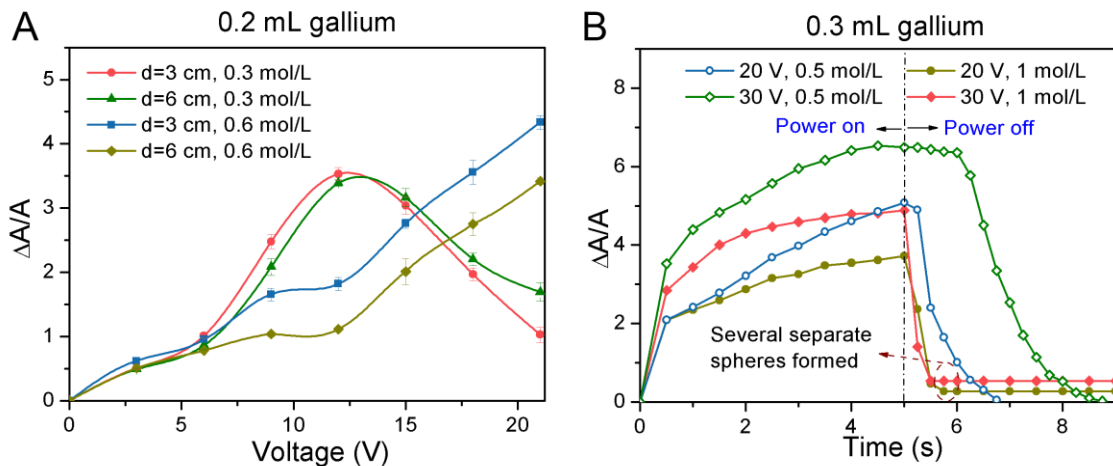 A
0.2 mL gallium
d=3 cm, 0.3 mol/L
d=6 cm, 0.3 mol/L
d=3 cm, 0.6 mol/L
d=6 cm, 0.6 mol/L
ΔA/A
5
4
3
2
1
0
0
5
10
15
20
Voltage (V)
B
0.3 mL gallium
20 V, 0.5 mol/L
20 V, 1 mol/L
30 V, 0.5 mol/L
30 V, 1 mol/L
Power on
Power off
Several separate
spheres formed
ΔA/A
8
6
4
2
0
0
2
4
6
8
Time (s)